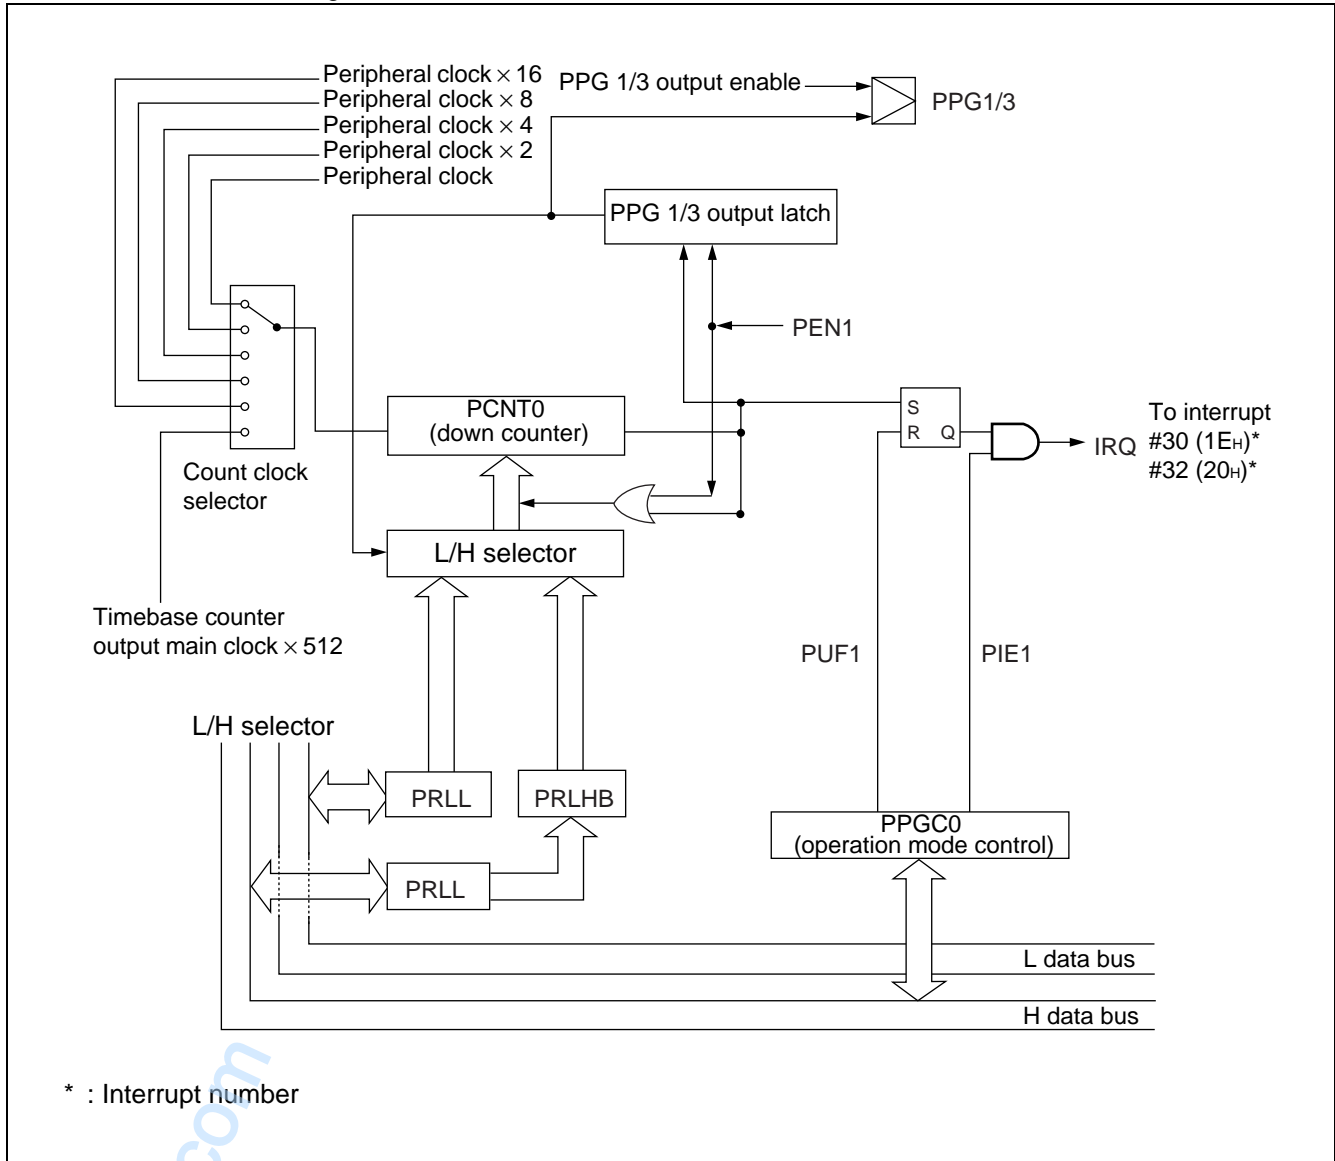 Peripheral clock × 16
Peripheral clock × 8
Peripheral clock × 4
Peripheral clock × 2
Peripheral clock
PPG 1/3 output enable
PPG1/3
PPG 1/3 output latch
PEN1
PCNT0
(down counter)
S
R Q
IRQ
To interrupt
#30 (1EH)*
#32 (20H)*
Count clock
selector
L/H selector
Timebase counter
output main clock × 512
PUF1
PIE1
L/H selector
PRLL
PRLHB
PPGC0
(operation mode control)
PRLL
L data bus
H data bus
* : Interrupt number
.com